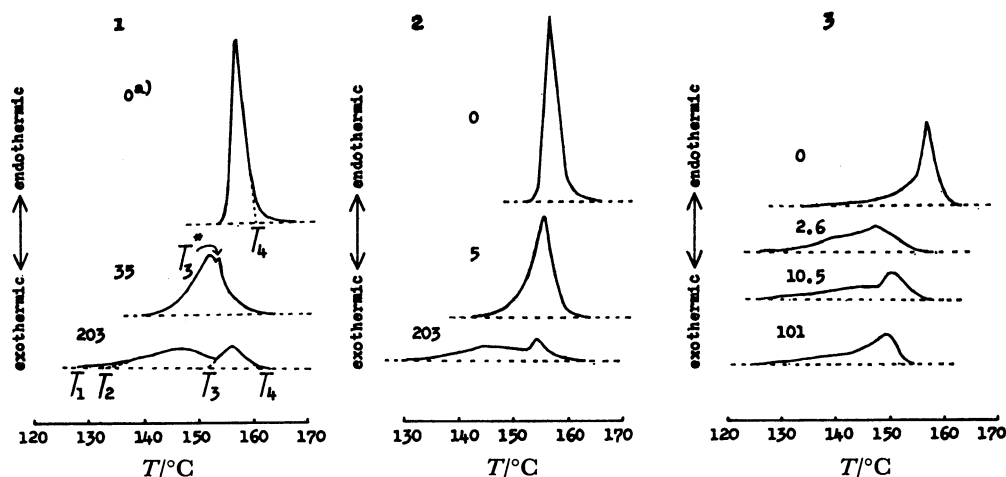 1
0a)
endothermic
exothermic
T3*
T4
35
203
T1 T2 T3 T4
120 130 140 150 160 170
T/°C
2
0
endothermic
exothermic
5
203
130 140 150 160 170
T/°C
3
0
endothermic
exothermic
2.6
10.5
101
120 130 140 150 160 170
T/°C